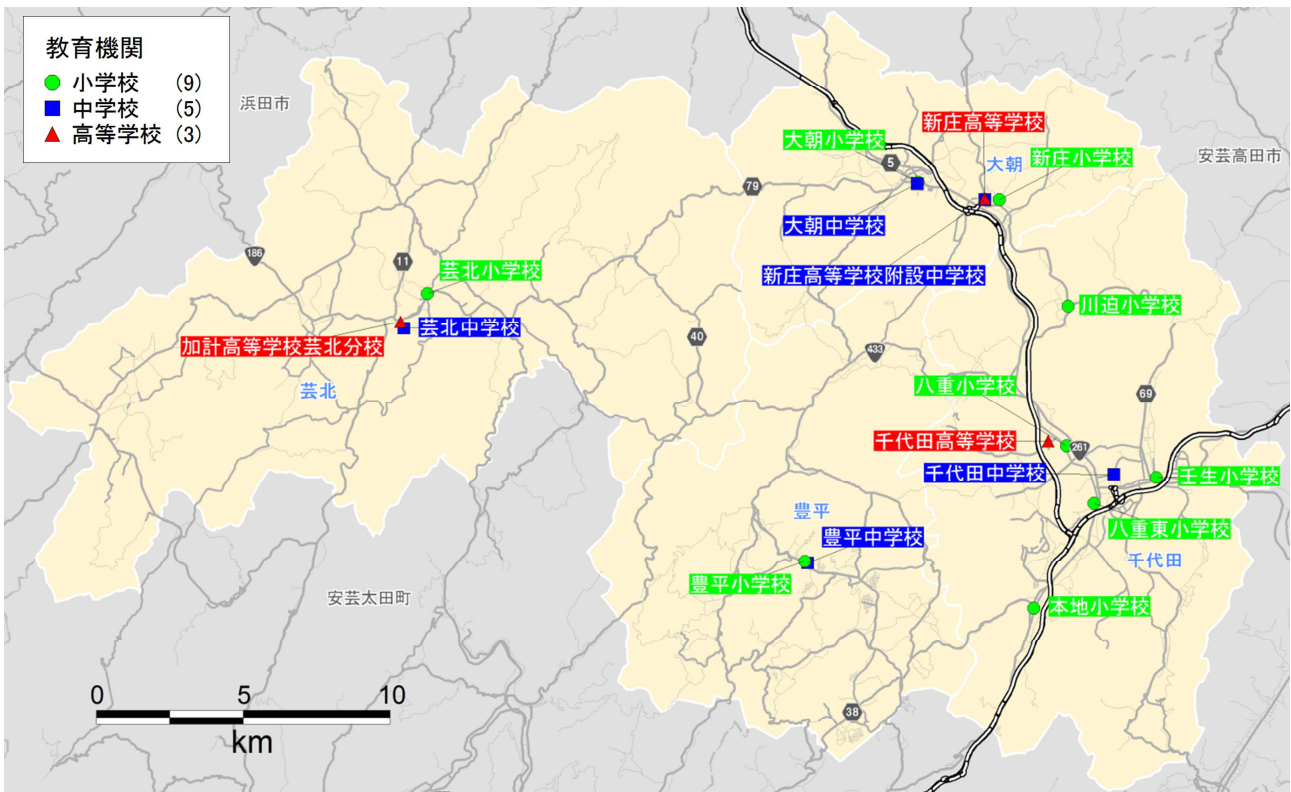 教育機関
小学校 (9)
中学校 (5)
高等学校 (3)
浜田市
安芸高田市
新庄高等学校
大朝小学校
新庄小学校
大朝
5
79
大朝中学校
186
11
芸北小学校
新庄高等学校附設中学校
川迫小学校
芸北中学校
加計高等学校芸北分校
40
433
芸北
八重小学校
69
千代田高等学校
261
千代田中学校
壬生小学校
豊平
豊平中学校
八重東小学校
千代田
豊平小学校
安芸太田町
本地小学校
38
0 5 10
km